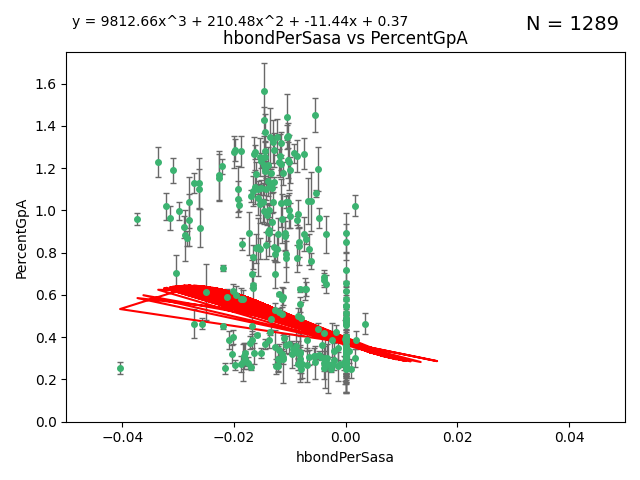 y = 9812.66x^3 + 210.48x^2 + -11.44x + 0.37
N = 1289
hbondPerSasa vs PercentGpA
1.6
1.4
1.2
1.0
0.8
0.6
0.4
0.2
0.0
PercentGpA
−0.04 −0.02 0.00 0.02 0.04
hbondPerSasa